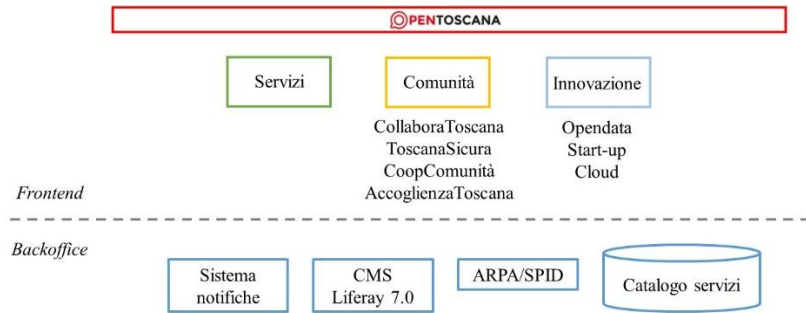 OPENTOSCANA
Servizi
Comunità
Innovazione
CollaboraToscana
ToscanaSicura
CoopComunità
AccoglienzaToscana
Opendata
Start-up
Cloud
Frontend
Backoffice
Sistema
notifiche
CMS
Liferay 7.0
ARPA/SPID
Catalogo servizi